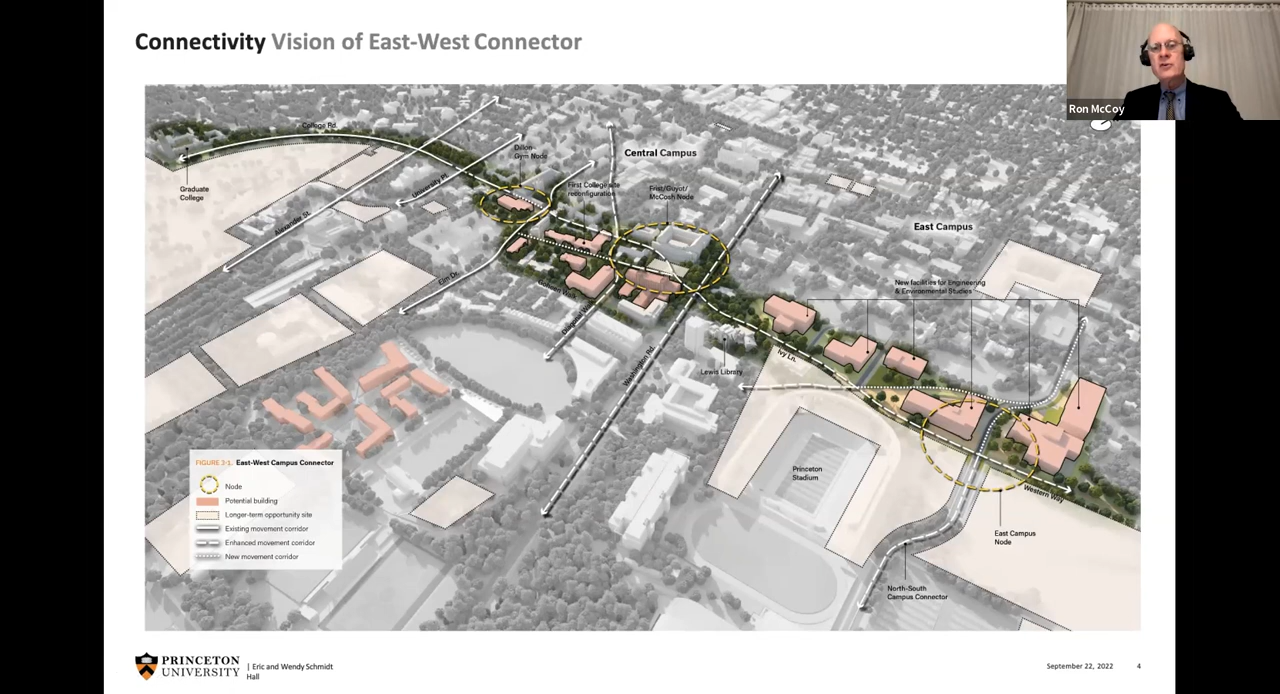 Connectivity Vision of East-West Connector
Ron McCoy
College Rd.
Graduate
College
Alexander St.
University Pl.
Dillon
Gym Node
First College site
reconfiguration
Central Campus
Frist/Guyot/
McCosh Node
East Campus
New facilities for Engineering
& Environmental Studies
Elm Dr.
Goheen Walk
Washington Rd.
Lewis Library
Ivy Ln.
Princeton
Stadium
Western Way
East Campus
Node
North-South
Campus Connector
FIGURE 3-1. East-West Campus Connector
Node
Potential building
Longer-term opportunity site
Existing movement corridor
Enhanced movement corridor
New movement corridor
PRINCETON
UNIVERSITY
| Eric and Wendy Schmidt
Hall
September 22, 2022
4